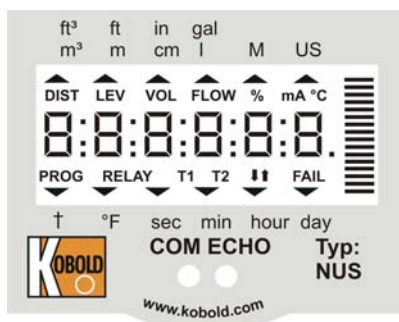 ft³ ft in gal
m³ m cm l M US
DIST LEV VOL FLOW % mA °C
8:8:8:8:8:8.
PROG RELAY T1 T2 ⬇⬆ FAIL
† °F sec min hour day
COM ECHO Typ:
NUS
KOBOLD
www.kobold.com